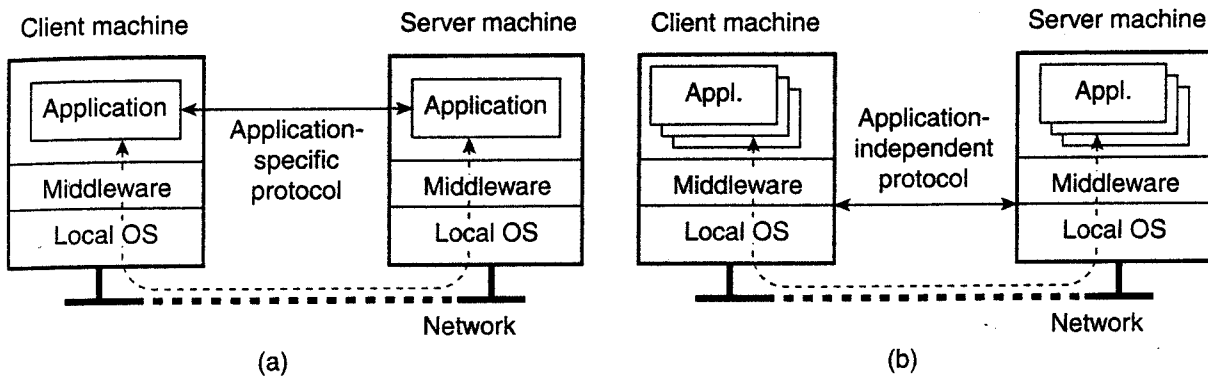 Client machine
Server machine
Application
Application
Application-
specific
protocol
Middleware
Middleware
Local OS
Local OS
Network
(a)
Client machine
Server machine
Appl.
Appl.
Application-
independent
protocol
Middleware
Middleware
Local OS
Local OS
Network
(b)